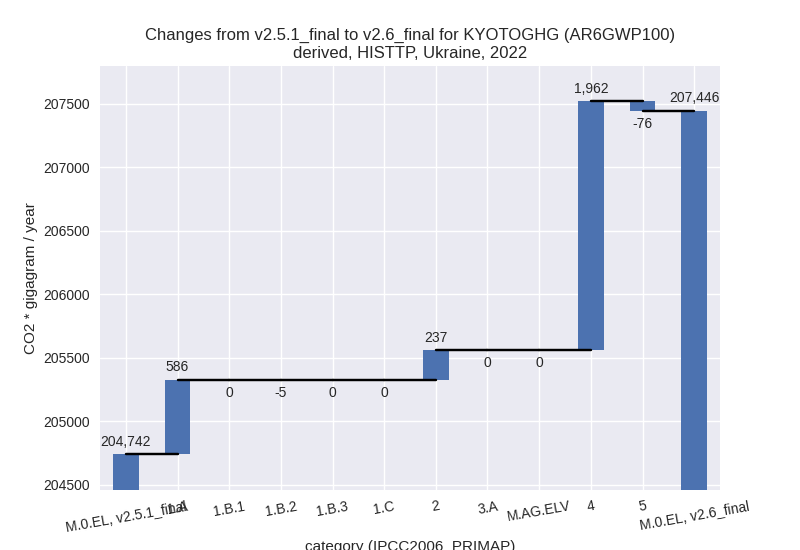 Changes from v2.5.1_final to v2.6_final for KYOTOGHG (AR6GWP100)
derived, HISTTP, Ukraine, 2022
CO2 * gigagram / year
207500
207000
206500
206000
205500
205000
204500
204,742
586
0
-5
0
0
237
0
0
1,962
-76
207,446
M.0.EL, v2.5.1_final
1.A
1.B.1
1.B.2
1.B.3
1.C
2
3.A
M.AG.ELV
4
5
M.0.EL, v2.6_final
category (IPCC2006_PRIMAP)